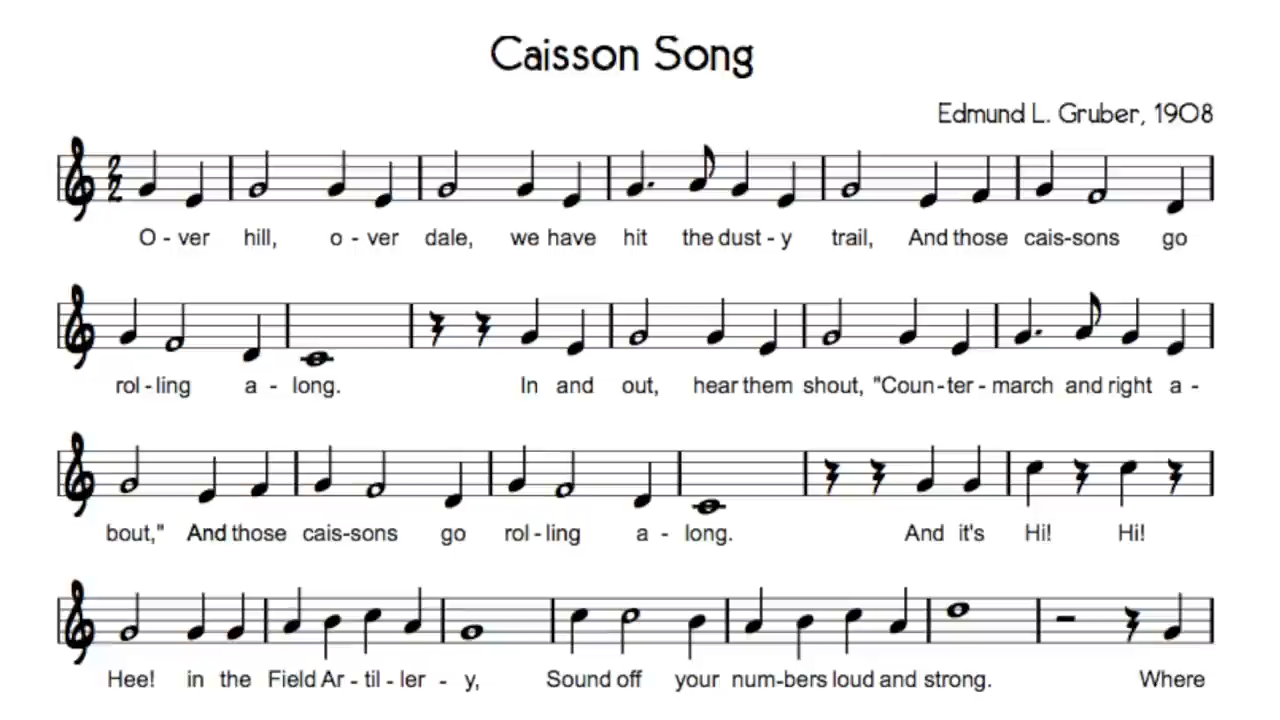 Caisson Song
Edmund L. Gruber, 1908
O - ver hill, o - ver dale, we have hit the dust - y trail, And those cais-sons go
rol - ling a - long. In and out, hear them shout, "Coun - ter - march and right a -
bout," And those cais-sons go rol - ling a - long. And it's Hi! Hi!
Hee! in the Field Ar - til - ler - y, Sound off your num-bers loud and strong. Where